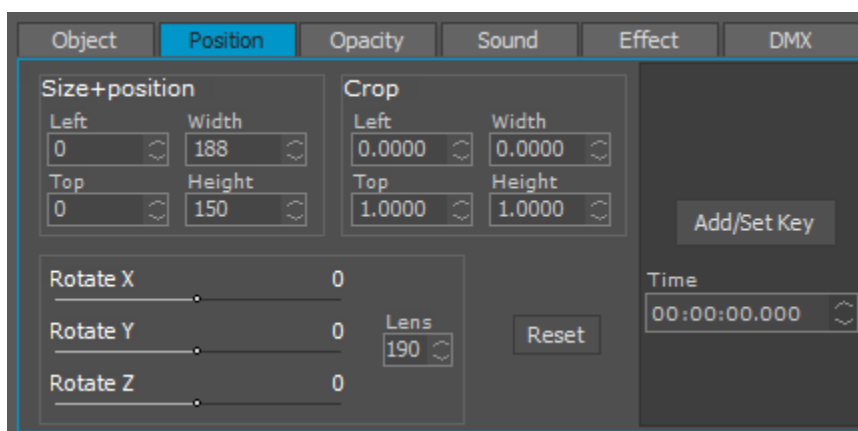 Object Position Opacity Sound Effect DMX
Size+position
Left Width
0 188
Top Height
0 150
Crop
Left Width
0.0000 0.0000
Top Height
1.0000 1.0000
Rotate X 0
Rotate Y 0
Rotate Z 0
Lens
190
Reset
Add/Set Key
Time
00:00:00.000